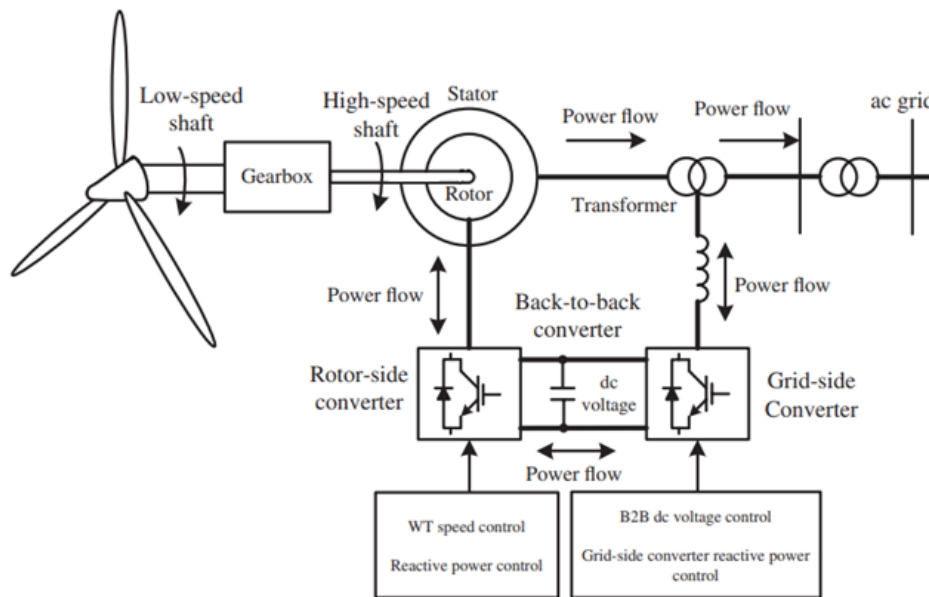 Low-speed
shaft
High-speed
shaft
Stator
Power flow
Power flow
ac grid
Gearbox
Rotor
Transformer
Power flow
Back-to-back
converter
Power flow
Rotor-side
converter
dc
voltage
Grid-side
Converter
Power flow
WT speed control
Reactive power control
B2B dc voltage control
Grid-side converter reactive power
control